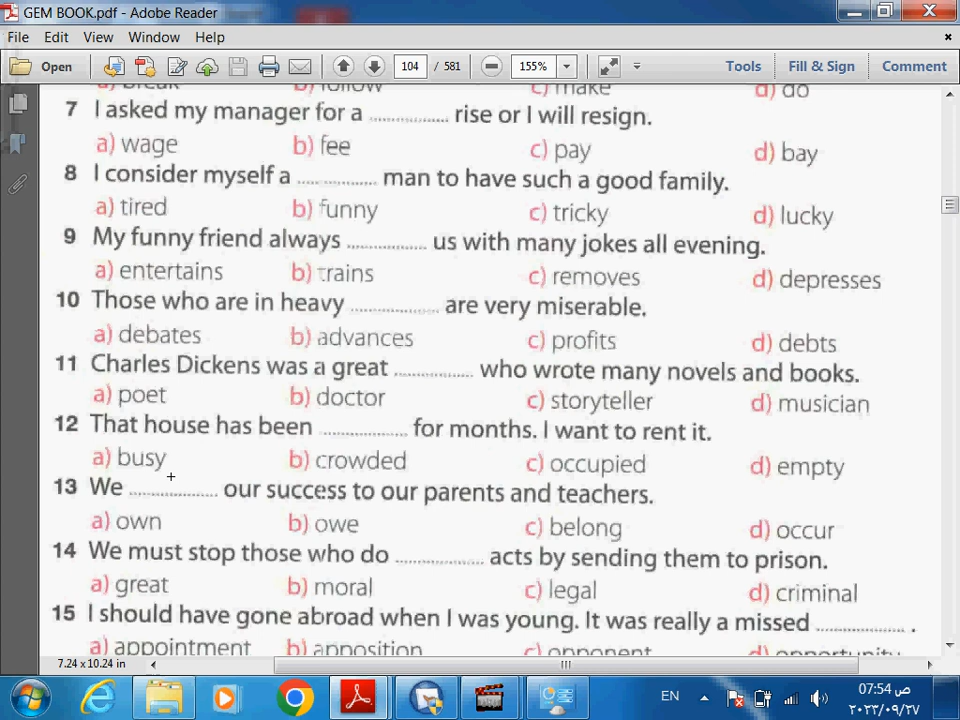 GEM BOOK.pdf - Adobe Reader
File Edit View Window Help
Open 104 / 581 155% Tools Fill & Sign Comment
a) break b) follow c) make d) do
7 I asked my manager for a .............. rise or I will resign.
a) wage b) fee c) pay d) bay
8 I consider myself a .............. man to have such a good family.
a) tired b) funny c) tricky d) lucky
9 My funny friend always .............. us with many jokes all evening.
a) entertains b) trains c) removes d) depresses
10 Those who are in heavy .............. are very miserable.
a) debates b) advances c) profits d) debts
11 Charles Dickens was a great .............. who wrote many novels and books.
a) poet b) doctor c) storyteller d) musician
12 That house has been .............. for months. I want to rent it.
a) busy b) crowded c) occupied d) empty
13 We .............. our success to our parents and teachers.
a) own b) owe c) belong d) occur
14 We must stop those who do .............. acts by sending them to prison.
a) great b) moral c) legal d) criminal
15 I should have gone abroad when I was young. It was really a missed .............. .
a) appointment b) apposition c) opponent d) opportunity
7.24 x 10.24 in
EN
07:54 ص
٢٠٢٣/٠٩/٢٧